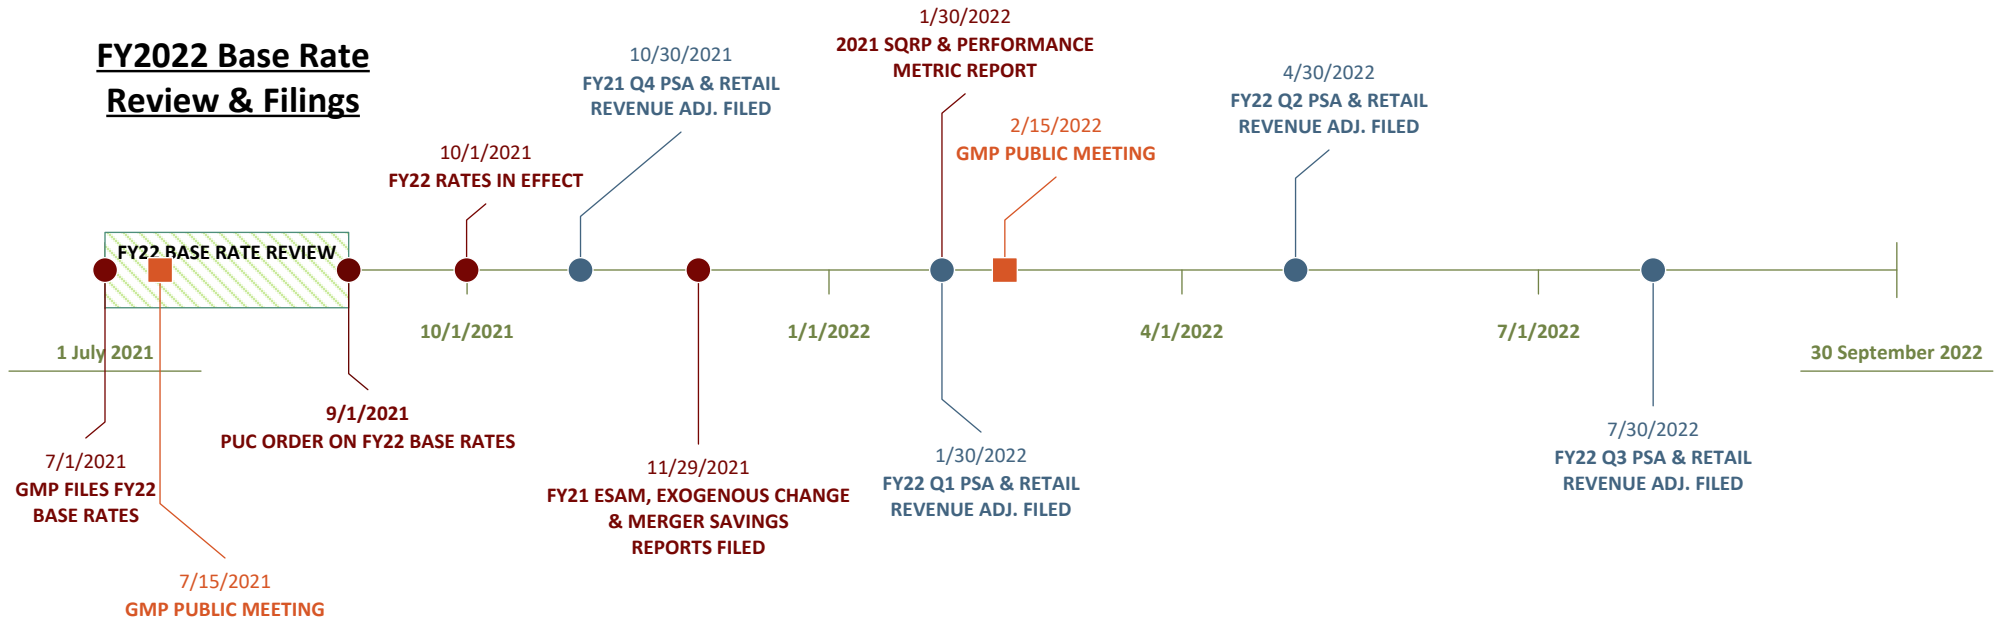 FY2022 Base Rate
Review & Filings
10/30/2021
FY21 Q4 PSA & RETAIL
REVENUE ADJ. FILED
1/30/2022
2021 SQRP & PERFORMANCE
METRIC REPORT
4/30/2022
FY22 Q2 PSA & RETAIL
REVENUE ADJ. FILED
10/1/2021
FY22 RATES IN EFFECT
2/15/2022
GMP PUBLIC MEETING
FY22 BASE RATE REVIEW
1 July 2021
10/1/2021
1/1/2022
4/1/2022
7/1/2022
30 September 2022
7/1/2021
GMP FILES FY22
BASE RATES
7/15/2021
GMP PUBLIC MEETING
9/1/2021
PUC ORDER ON FY22 BASE RATES
11/29/2021
FY21 ESAM, EXOGENOUS CHANGE
& MERGER SAVINGS
REPORTS FILED
1/30/2022
FY22 Q1 PSA & RETAIL
REVENUE ADJ. FILED
7/30/2022
FY22 Q3 PSA & RETAIL
REVENUE ADJ. FILED